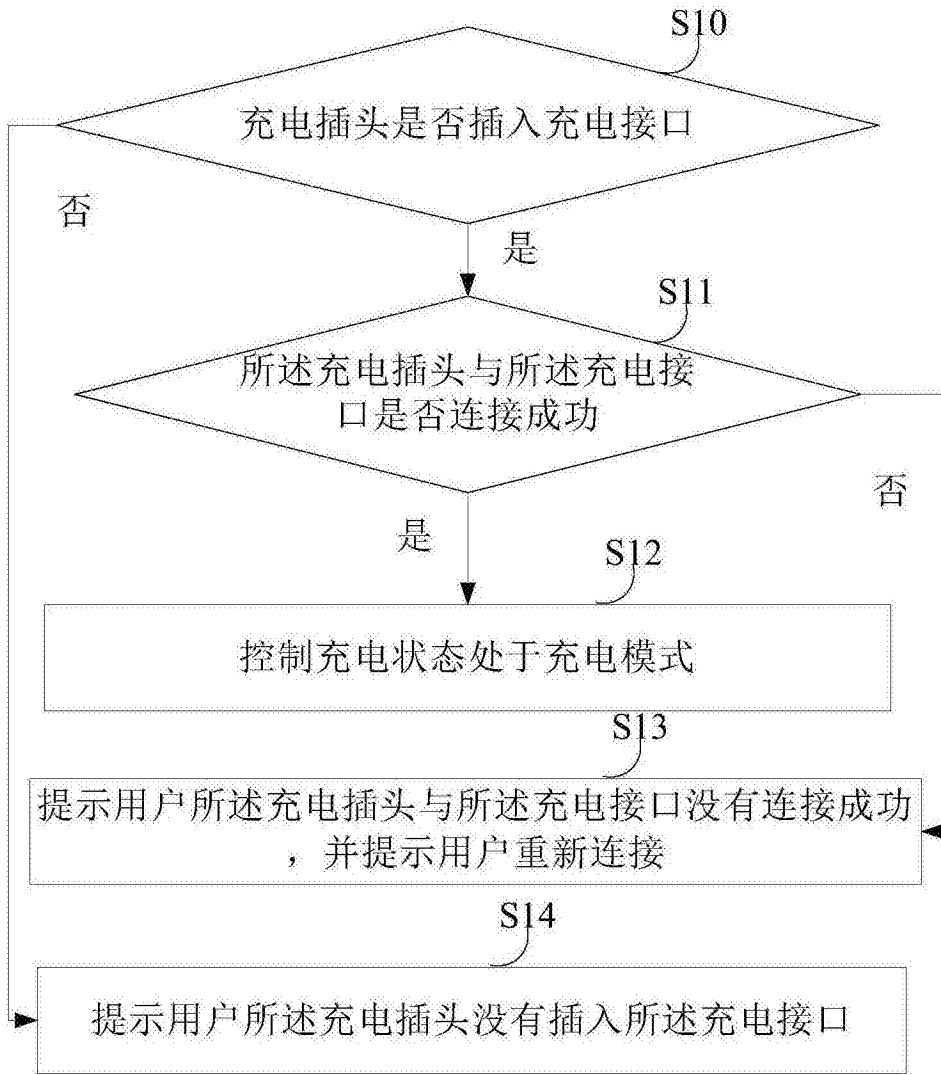 S10
充电插头是否插入充电接口
否
是
S11
所述充电插头与所述充电接
口是否连接成功
否
是
S12
控制充电状态处于充电模式
S13
提示用户所述充电插头与所述充电接口没有连接成功
，并提示用户重新连接
S14
提示用户所述充电插头没有插入所述充电接口